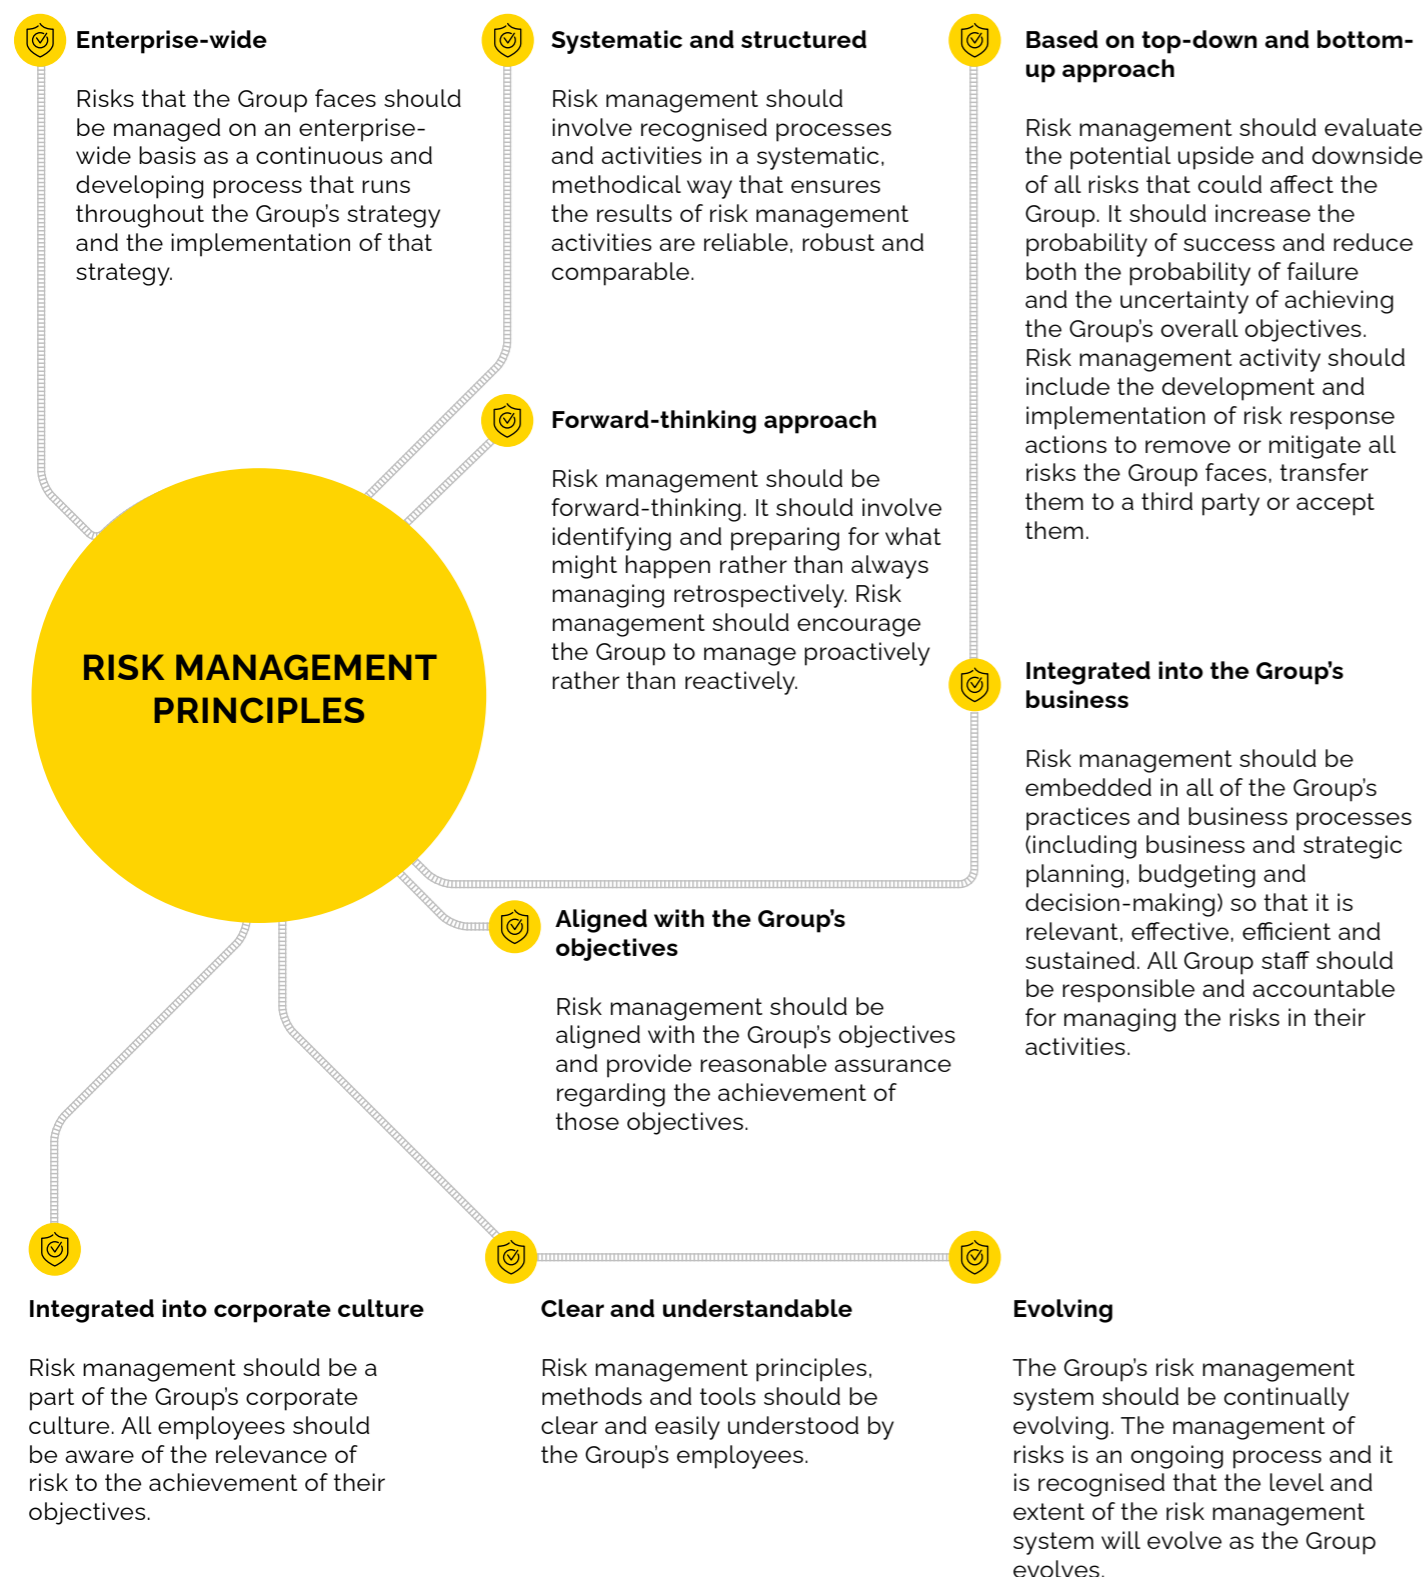 Enterprise-wide
Risks that the Group faces should
be managed on an enterprise-
wide basis as a continuous and
developing process that runs
throughout the Group's strategy
and the implementation of that
strategy.
Systematic and structured
Risk management should
involve recognised processes
and activities in a systematic,
methodical way that ensures
the results of risk management
activities are reliable, robust and
comparable.
Based on top-down and bottom-
up approach
Risk management should evaluate
the potential upside and downside
of all risks that could affect the
Group. It should increase the
probability of success and reduce
both the probability of failure
and the uncertainty of achieving
the Group's overall objectives.
Risk management activity should
include the development and
implementation of risk response
actions to remove or mitigate all
risks the Group faces, transfer
them to a third party or accept
them.
Forward-thinking approach
Risk management should be
forward-thinking. It should involve
identifying and preparing for what
might happen rather than always
managing retrospectively. Risk
management should encourage
the Group to manage proactively
rather than reactively.
RISK MANAGEMENT
PRINCIPLES
Integrated into the Group's
business
Risk management should be
embedded in all of the Group's
practices and business processes
(including business and strategic
planning, budgeting and
decision-making) so that it is
relevant, effective, efficient and
sustained. All Group staff should
be responsible and accountable
for managing the risks in their
activities.
Aligned with the Group's
objectives
Risk management should be
aligned with the Group's objectives
and provide reasonable assurance
regarding the achievement of
those objectives.
Integrated into corporate culture
Risk management should be a
part of the Group's corporate
culture. All employees should
be aware of the relevance of
risk to the achievement of their
objectives.
Clear and understandable
Risk management principles,
methods and tools should be
clear and easily understood by
the Group's employees.
Evolving
The Group's risk management
system should be continually
evolving. The management of
risks is an ongoing process and it
is recognised that the level and
extent of the risk management
system will evolve as the Group
evolves.